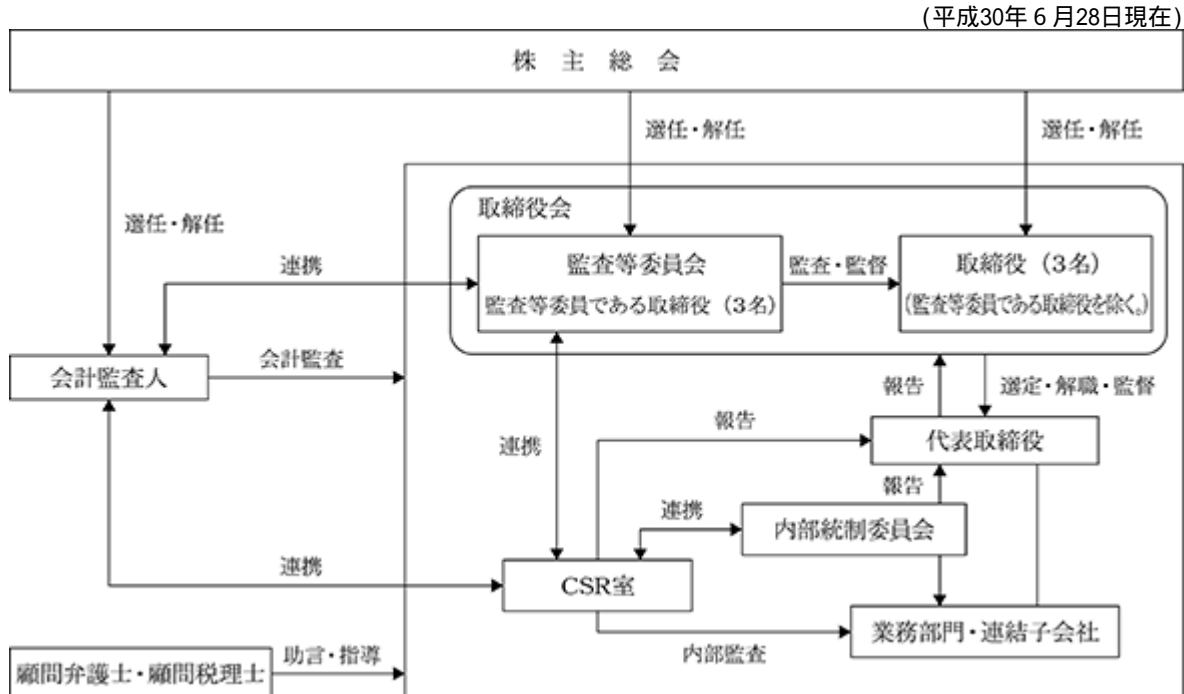 (平成30年6月28日現在)
株主総会
選任・解任
選任・解任
選任・解任
取締役会
連携
監査等委員会
監査等委員である取締役(3名)
監査・監督
取締役(3名)
(監査等委員である取締役を除く。)
会計監査人
会計監査
報告
選定・解職・監督
連携
報告
代表取締役
報告
連携
内部統制委員会
連携
CSR室
業務部門・連結子会社
内部監査
顧問弁護士・顧問税理士
助言・指導